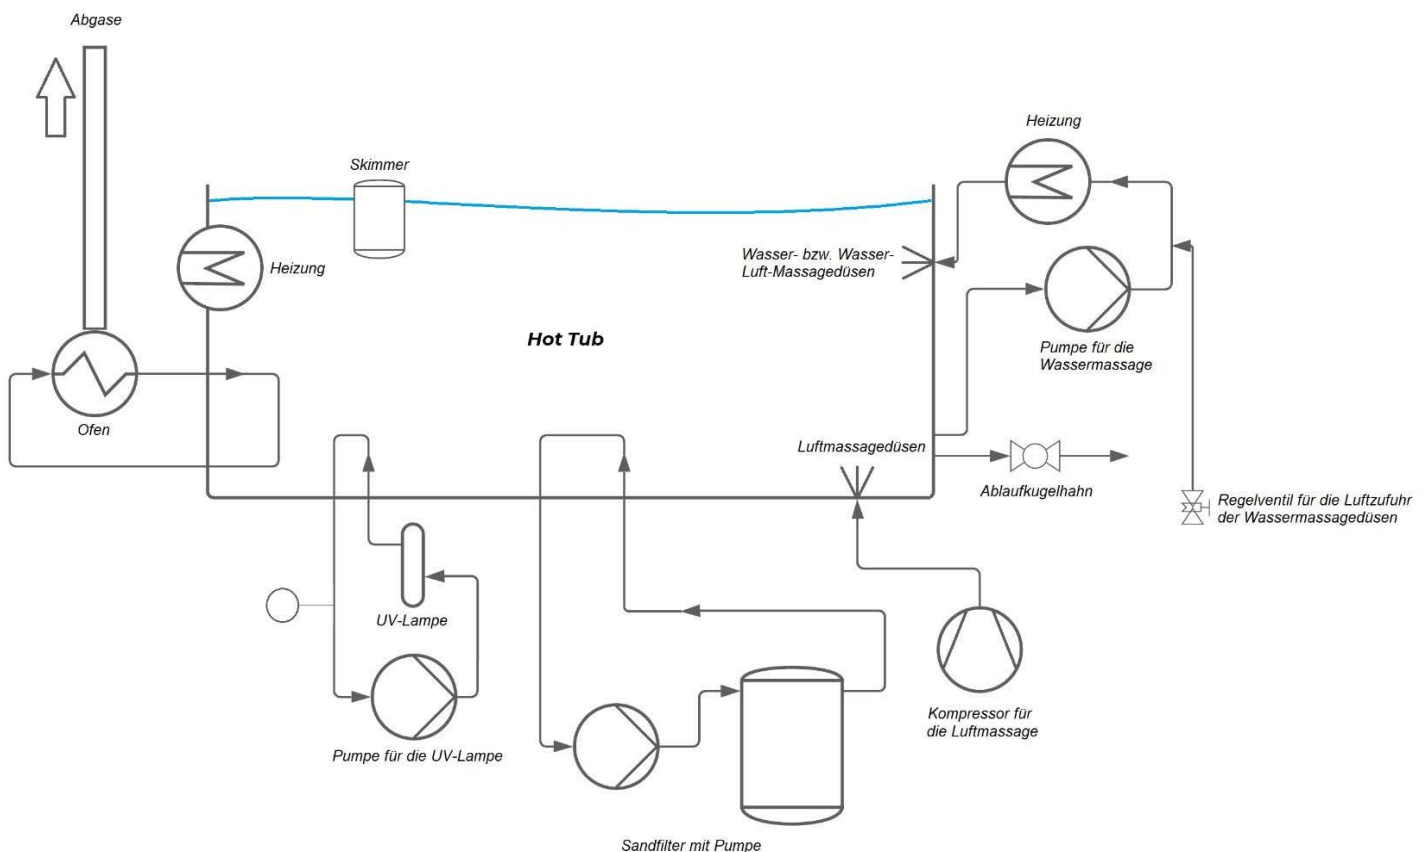 Abgase
Heizung
Skimmer
Wasser- bzw. Wasser-
Luft-Massagedüsen
Heizung
Hot Tub
Pumpe für die
Wassermassage
Ofen
Luftmassagedüsen
Ablaufkugelhahn
Regelventil für die Luftzufuhr
der Wassermassagedüsen
UV-Lampe
Kompressor für
die Luftmassage
Pumpe für die UV-Lampe
Sandfilter mit Pumpe